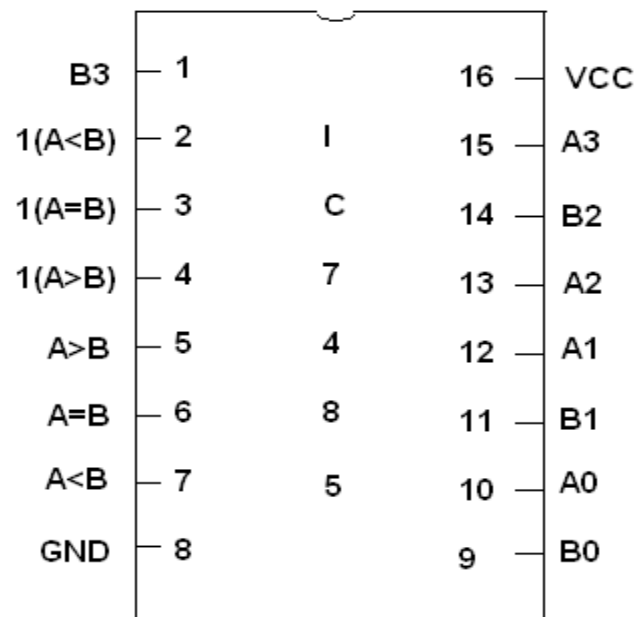 B3 1 16 VCC
1(A<B) 2 I 15 A3
1(A=B) 3 C 14 B2
1(A>B) 4 7 13 A2
A>B 5 4 12 A1
A=B 6 8 11 B1
A<B 7 5 10 A0
GND 8 9 B0